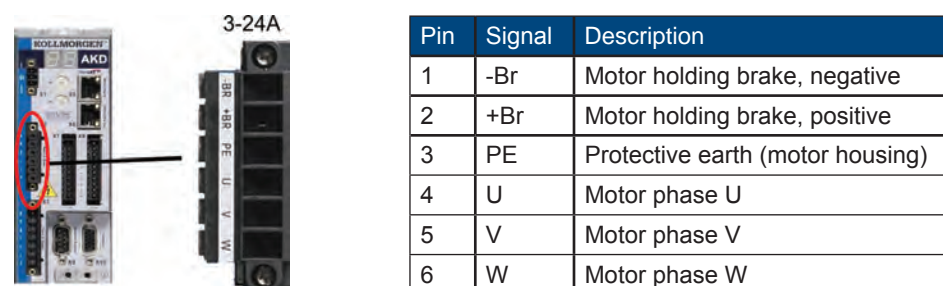 3-24A
KOLLMORGEN
AKD
-BR
+BR
PE
U
V
W
Pin Signal Description
1 -Br Motor holding brake, negative
2 +Br Motor holding brake, positive
3 PE Protective earth (motor housing)
4 U Motor phase U
5 V Motor phase V
6 W Motor phase W